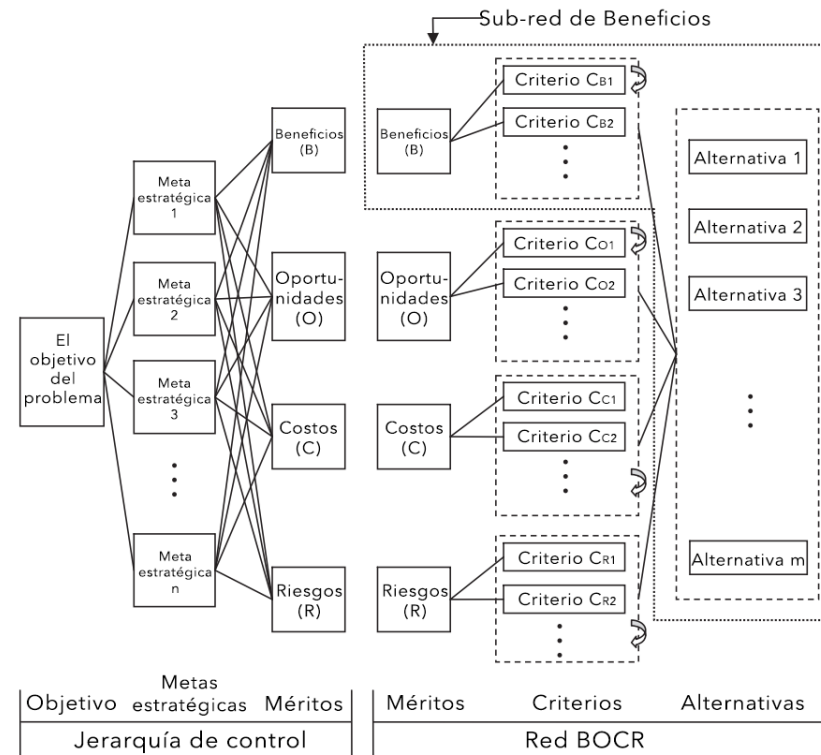 Sub-red de Beneficios
El
objetivo
del
problema
Meta
estratégica
1
Meta
estratégica
2
Meta
estratégica
3
Meta
estratégica
n
Beneficios
(B)
Oportu-
nidades
(O)
Costos
(C)
Riesgos
(R)
Beneficios
(B)
Oportu-
nidades
(O)
Costos
(C)
Riesgos
(R)
Criterio CB1
Criterio CB2
Criterio CO1
Criterio CO2
Criterio CC1
Criterio CC2
Criterio CR1
Criterio CR2
Alternativa 1
Alternativa 2
Alternativa 3
Alternativa m
Objetivo
Metas
estratégicas
Méritos
Méritos
Criterios
Alternativas
Jerarquía de control
Red BOCR